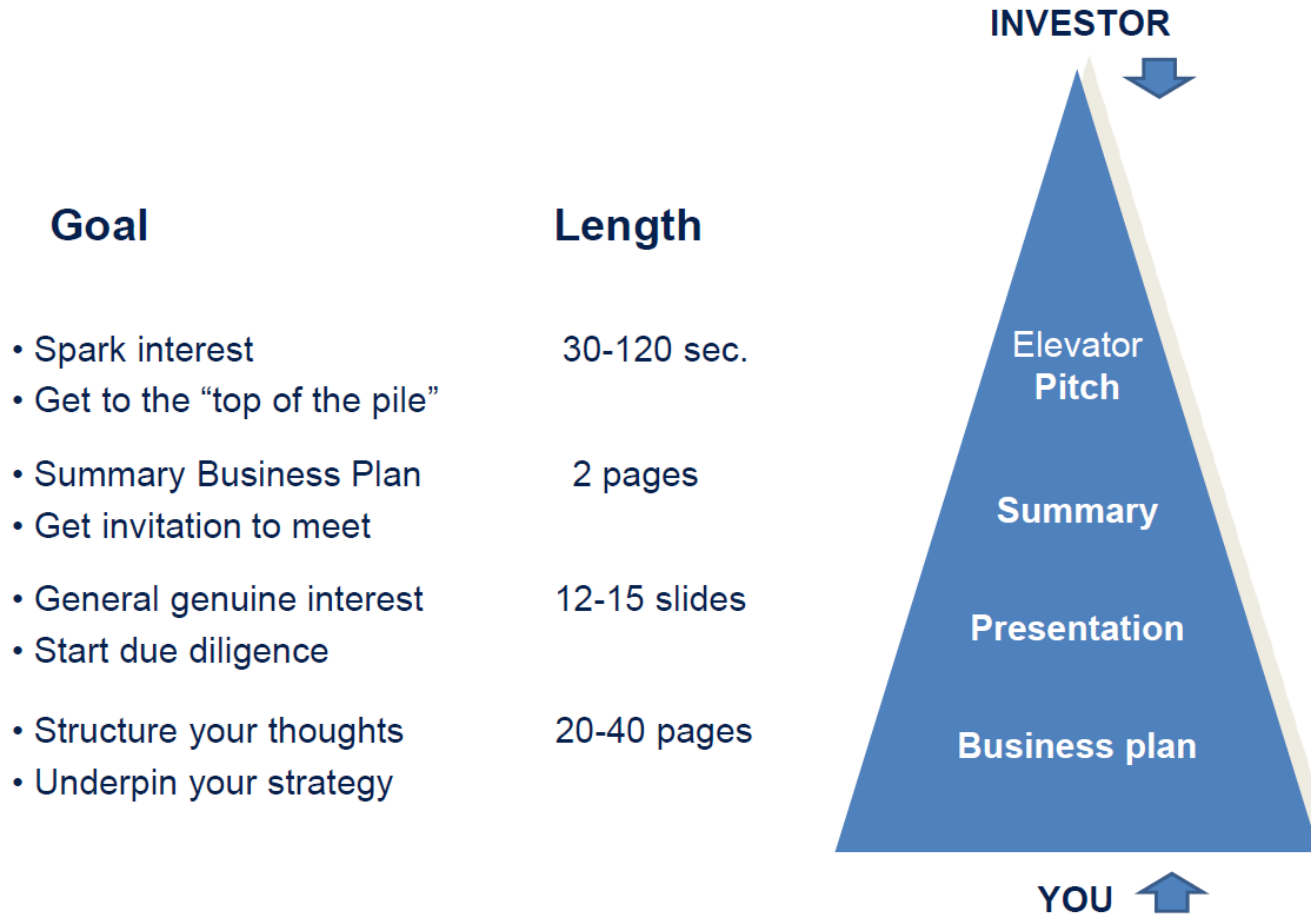 INVESTOR
Goal
Length
• Spark interest
30-120 sec.
• Get to the “top of the pile”
Elevator
Pitch
• Summary Business Plan
2 pages
• Get invitation to meet
Summary
• General genuine interest
12-15 slides
• Start due diligence
Presentation
• Structure your thoughts
20-40 pages
• Underpin your strategy
Business plan
YOU